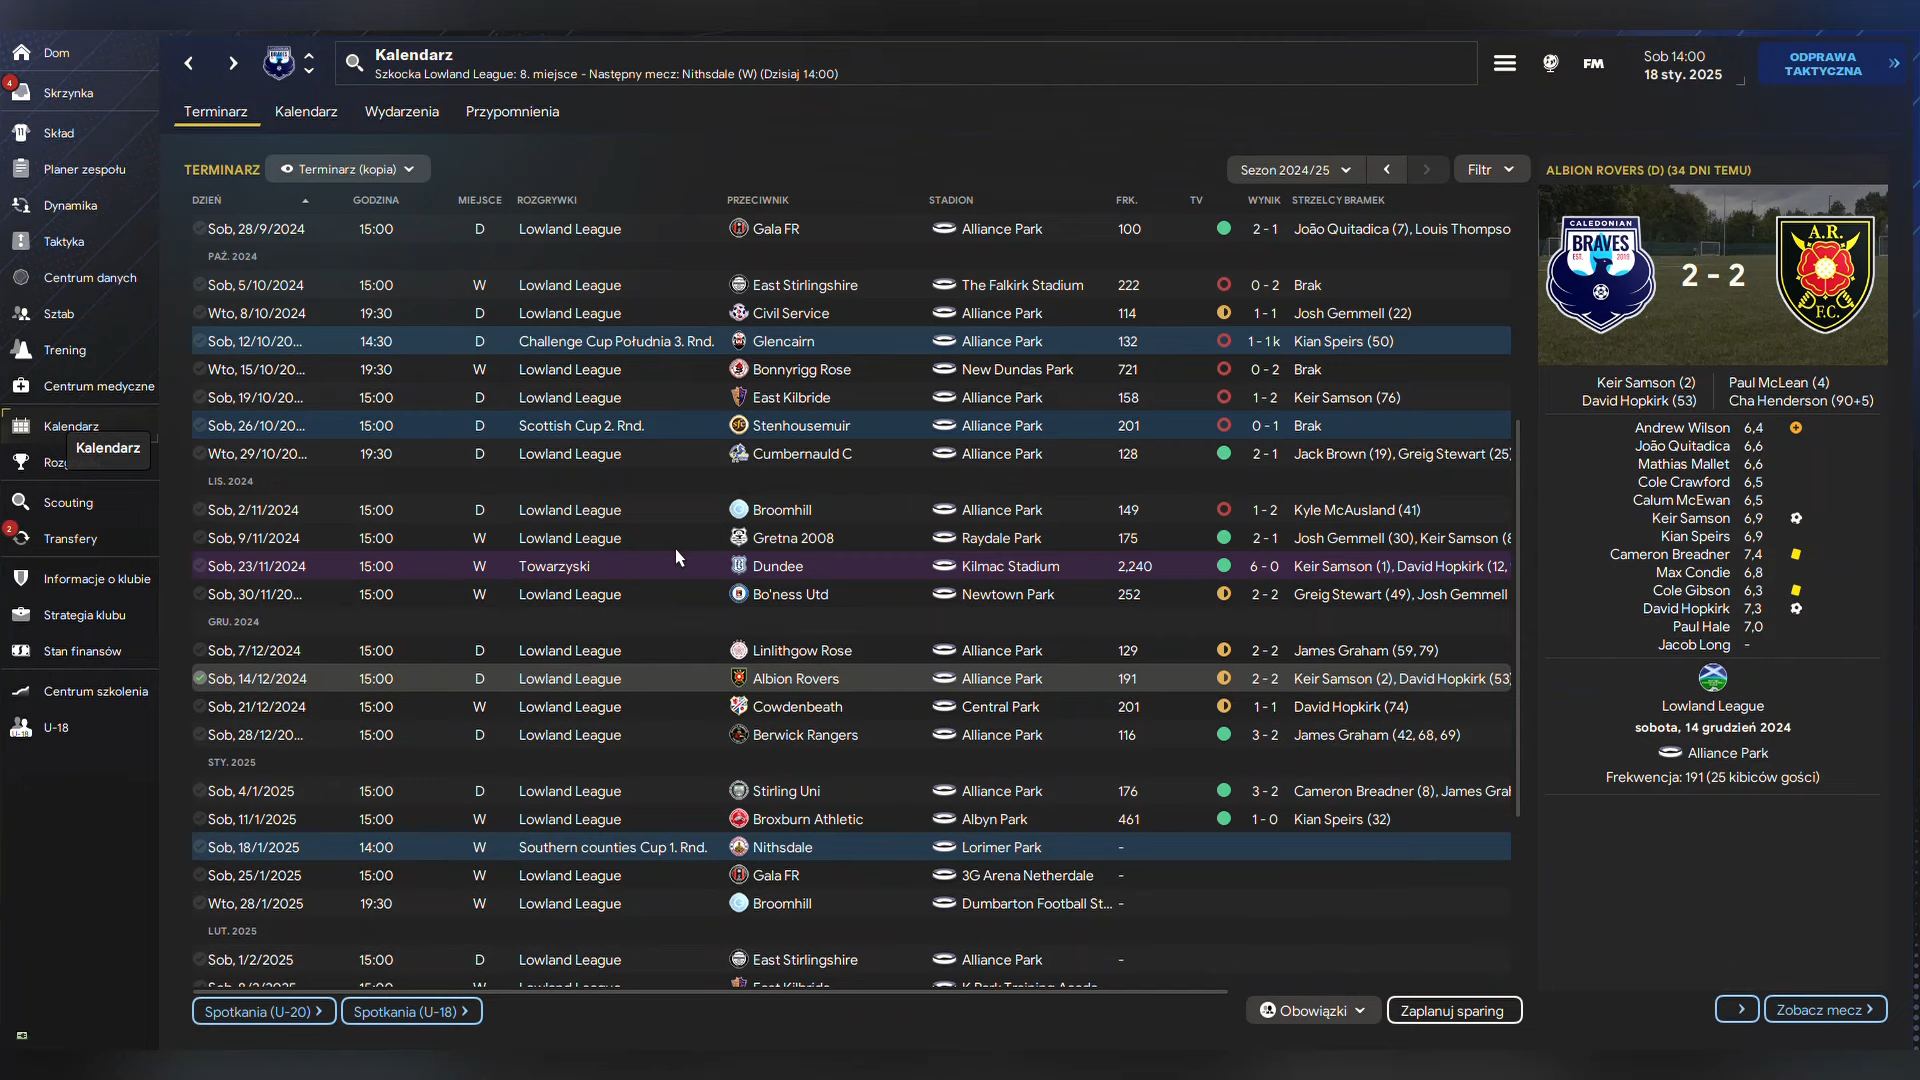 Dom
4
Skrzynka
Skład
Planer zespołu
Dynamika
Taktyka
Centrum danych
Sztab
Trening
Centrum medyczne
Kalendarz
Kalendarz
Scouting
2
Transfery
Informacje o klubie
Strategia klubu
Stan finansów
Centrum szkolenia
U-18
U-18
Kalendarz
Szkocka Lowland League: 8. miejsce - Następny mecz: Nithsdale (W) (Dzisiaj 14:00)
FM
Sob 14:00
18 sty. 2025
ODPRAWA
TAKTYCZNA
Terminarz Kalendarz Wydarzenia Przypomnienia
TERMINARZ Terminarz (kopia)
Sezon 2024/25
Filtr
DZIEŃ GODZINA MIEJSCE ROZGRYWKI PRZECIWNIK STADION FRK. TV WYNIK STRZELCY BRAMEK
Sob, 28/9/2024 15:00 D Lowland League Gala FR Alliance Park 100 2 - 1 João Quitadica (7), Louis Thompso
PAŹ. 2024
Sob, 5/10/2024 15:00 W Lowland League East Stirlingshire The Falkirk Stadium 222 0 - 2 Brak
Wto, 8/10/2024 19:30 D Lowland League Civil Service Alliance Park 114 1 - 1 Josh Gemmell (22)
Sob, 12/10/20... 14:30 D Challenge Cup Południa 3. Rnd. Glencairn Alliance Park 132 1 - 1 k Kian Speirs (50)
Wto, 15/10/20... 19:30 W Lowland League Bonnyrigg Rose New Dundas Park 721 0 - 2 Brak
Sob, 19/10/20... 15:00 W Lowland League East Kilbride Alliance Park 158 1 - 2 Keir Samson (76)
Sob, 26/10/20... 15:00 D Scottish Cup 2. Rnd. Stenhousemuir Alliance Park 201 0 - 1 Brak
Wto, 29/10/20... 19:30 D Lowland League Cumbernauld C Alliance Park 128 2 - 1 Jack Brown (19), Greig Stewart (25)
LIS. 2024
Sob, 2/11/2024 15:00 D Lowland League Broomhill Alliance Park 149 1 - 2 Kyle McAusland (41)
Sob, 9/11/2024 15:00 W Lowland League Gretna 2008 Raydale Park 175 2 - 1 Josh Gemmell (30), Keir Samson (8
Sob, 23/11/2024 15:00 W Towarzyski Dundee Kilmac Stadium 2,240 6 - 0 Keir Samson (1), David Hopkirk (12,
Sob, 30/11/20... 15:00 W Lowland League Bo'ness Utd Newtown Park 252 2 - 2 Greig Stewart (49), Josh Gemmell
GRU. 2024
Sob, 7/12/2024 15:00 D Lowland League Linlithgow Rose Alliance Park 129 2 - 2 James Graham (59, 79)
Sob, 14/12/2024 15:00 D Lowland League Albion Rovers Alliance Park 191 2 - 2 Keir Samson (2), David Hopkirk (53)
Sob, 21/12/2024 15:00 W Lowland League Cowdenbeath Central Park 201 1 - 1 David Hopkirk (74)
Sob, 28/12/20... 15:00 D Lowland League Berwick Rangers Alliance Park 116 3 - 2 James Graham (42, 68, 69)
STY. 2025
Sob, 4/1/2025 15:00 D Lowland League Stirling Uni Alliance Park 176 3 - 2 Cameron Breadner (8), James Grah
Sob, 11/1/2025 15:00 W Lowland League Broxburn Athletic Albyn Park 461 1 - 0 Kian Speirs (32)
Sob, 18/1/2025 14:00 W Southern counties Cup 1. Rnd. Nithsdale Lorimer Park -
Sob, 25/1/2025 15:00 W Lowland League Gala FR 3G Arena Netherdale -
Wto, 28/1/2025 19:30 W Lowland League Broomhill Dumbarton Football St... -
LUT. 2025
Sob, 1/2/2025 15:00 D Lowland League East Stirlingshire Alliance Park -
Spotkania (U-20) Spotkania (U-18)
Obowiązki Zaplanuj sparing
ALBION ROVERS (D) (34 DNI TEMU)
CALEDONIAN
BRAVES
EST. 2019
2 - 2
A.R.
F.C.
Keir Samson (2) Paul McLean (4)
David Hopkirk (53) Cha Henderson (90+5)
Andrew Wilson 6,4
João Quitadica 6,6
Mathias Mallet 6,6
Cole Crawford 6,5
Calum McEwan 6,5
Keir Samson 6,9
Kian Speirs 6,9
Cameron Breadner 7,4
Max Condie 6,8
Cole Gibson 6,3
David Hopkirk 7,3
Paul Hale 7,0
Jacob Long -
Lowland League
sobota, 14 grudzień 2024
Alliance Park
Frekwencja: 191 (25 kibiców gości)
Zobacz mecz